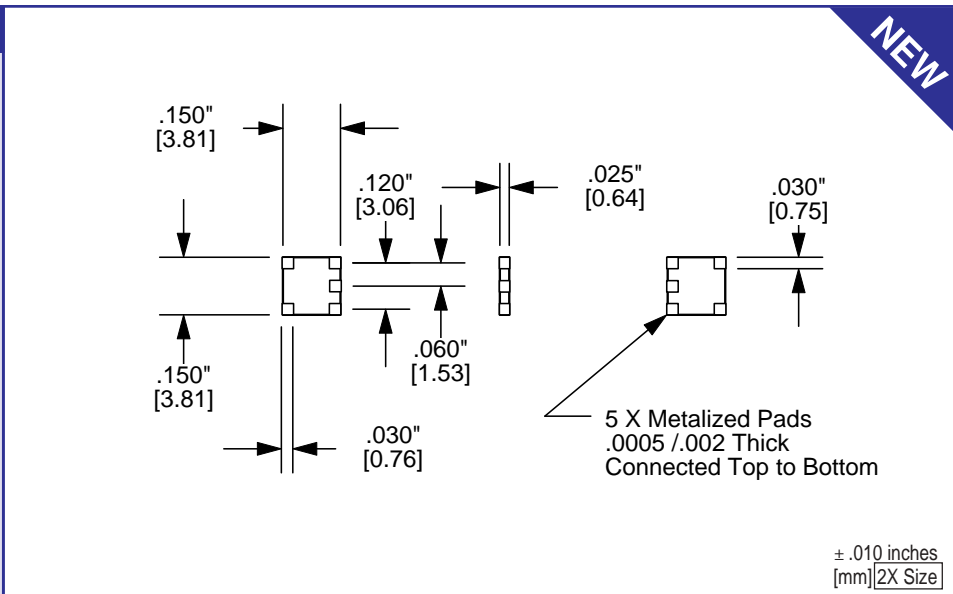 NEW
.150"
[3.81]
.120"
[3.06]
.025"
[0.64]
.030"
[0.75]
.060"
[1.53]
.150"
[3.81]
.030"
[0.76]
5 X Metalized Pads
.0005 /.002 Thick
Connected Top to Bottom
± .010 inches
[mm] 2X Size